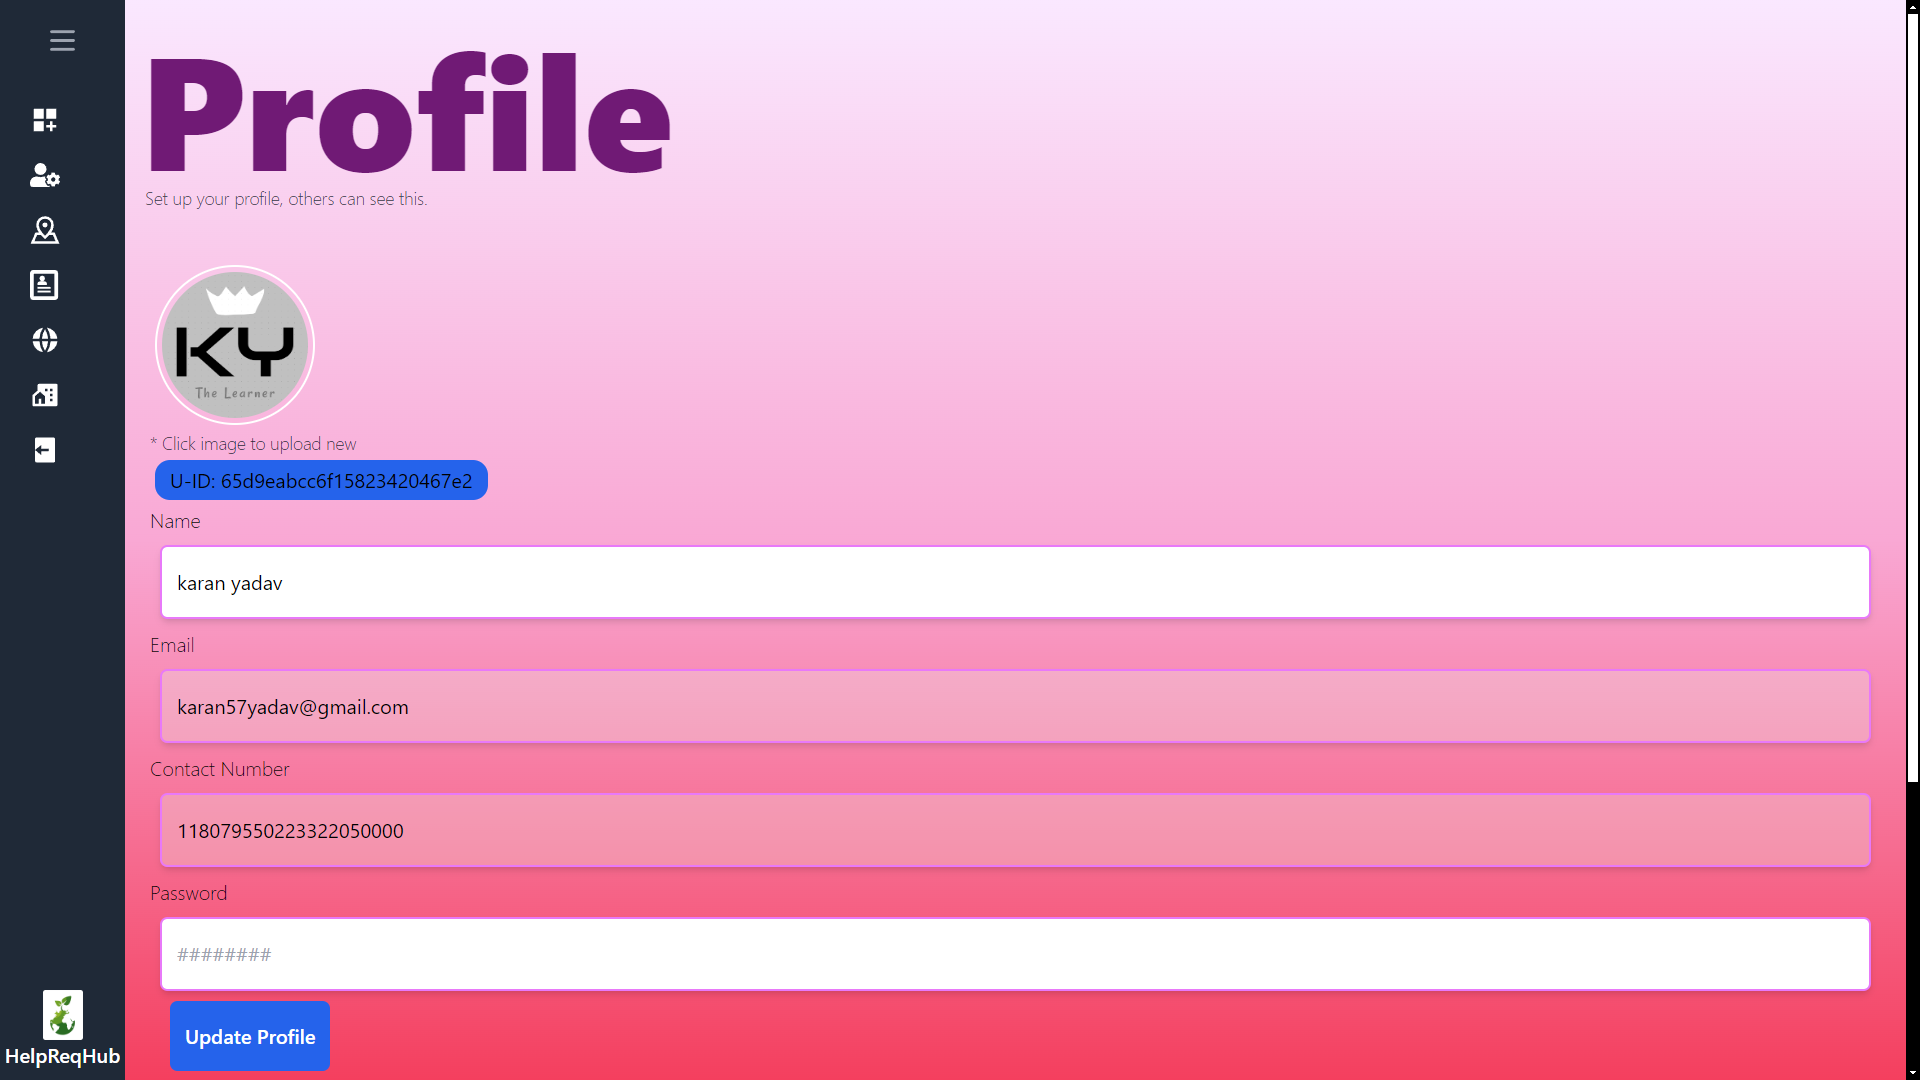 Profile
Set up your profile, others can see this.
KY
The Learner
* Click image to upload new
U-ID: 65d9eabcc6f15823420467e2
Name
karan yadav
Email
karan57yadav@gmail.com
Contact Number
118079550223322050000
Password
########
Update Profile
HelpReqHub